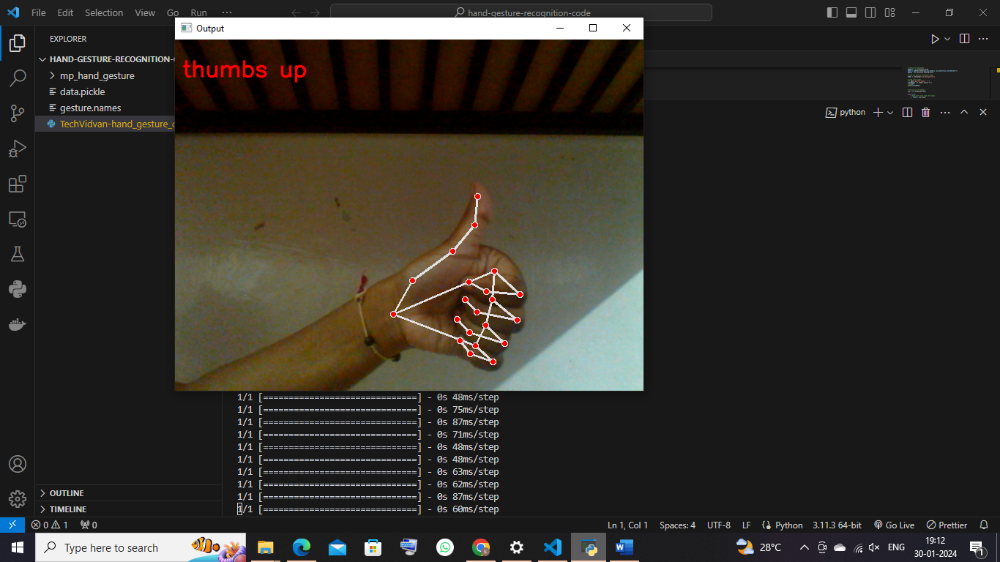 File Edit Selection View Go Run ···
hand-gesture-recognition-code
Output
EXPLORER
HAND-GESTURE-RECOGNITION-
mp_hand_gesture
data.pickle
gesture.names
TechVidvan-hand_gesture_
thumbs up
python
1/1 [==============================] - 0s 48ms/step
1/1 [==============================] - 0s 75ms/step
1/1 [==============================] - 0s 87ms/step
1/1 [==============================] - 0s 71ms/step
1/1 [==============================] - 0s 48ms/step
1/1 [==============================] - 0s 48ms/step
1/1 [==============================] - 0s 63ms/step
1/1 [==============================] - 0s 62ms/step
1/1 [==============================] - 0s 87ms/step
1/1 [==============================] - 0s 60ms/step
OUTLINE
TIMELINE
0 1 0
Ln 1, Col 1 Spaces: 4 UTF-8 LF Python 3.11.3 64-bit Go Live Prettier
Type here to search
28°C ENG
19:12
30-01-2024
1